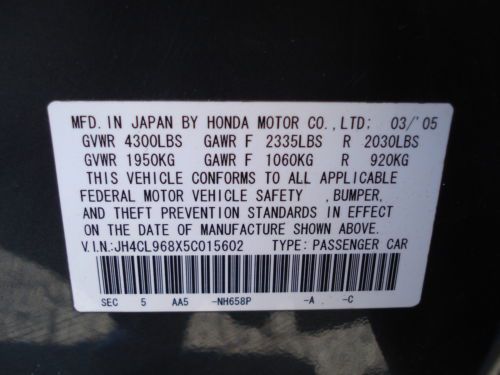 MFD. IN JAPAN BY HONDA MOTOR CO., LTD; 03/'05
GVWR 4300LBS GAWR F 2335LBS R 2030LBS
GVWR 1950KG GAWR F 1060KG R 920KG
THIS VEHICLE CONFORMS TO ALL APPLICABLE
FEDERAL MOTOR VEHICLE SAFETY ,BUMPER,
AND THEFT PREVENTION STANDARDS IN EFFECT
ON THE DATE OF MANUFACTURE SHOWN ABOVE.
V.I.N:JH4CL968X5C015602 TYPE: PASSENGER CAR
SEC 5 AA5 -NH658P -A -C